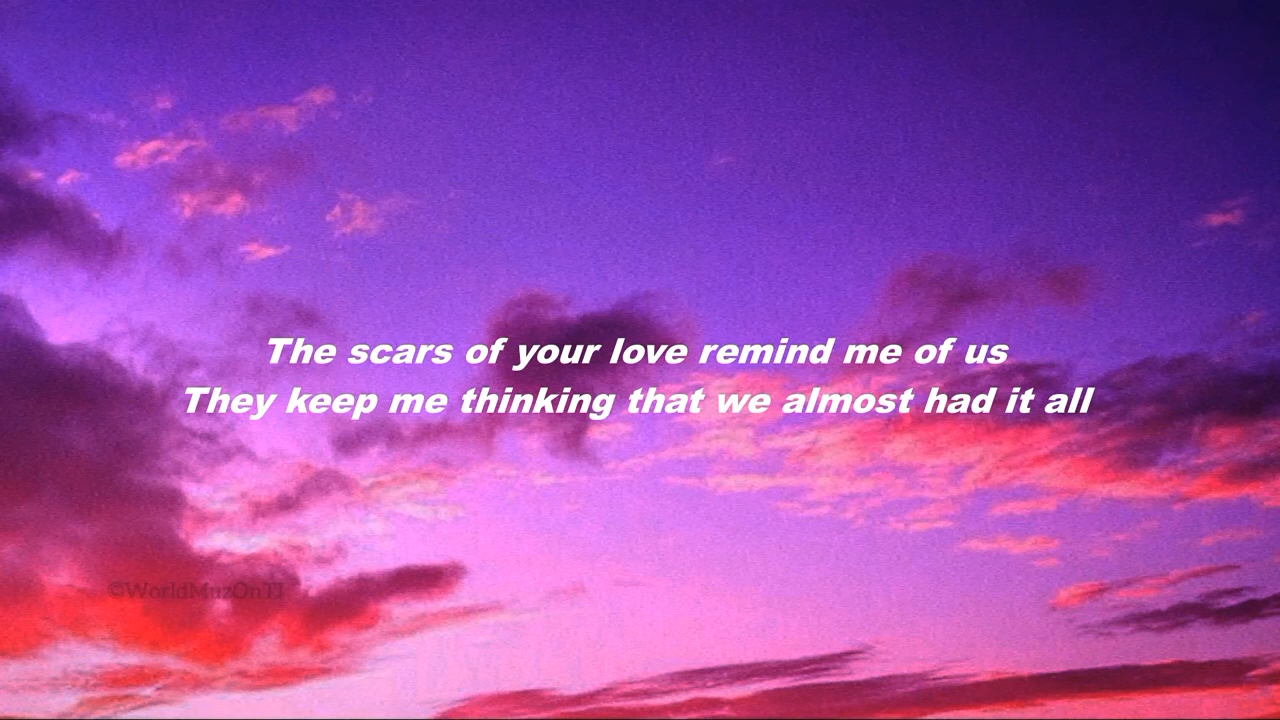 The scars of your love remind me of us
They keep me thinking that we almost had it all
©WorldMuzOnTJ